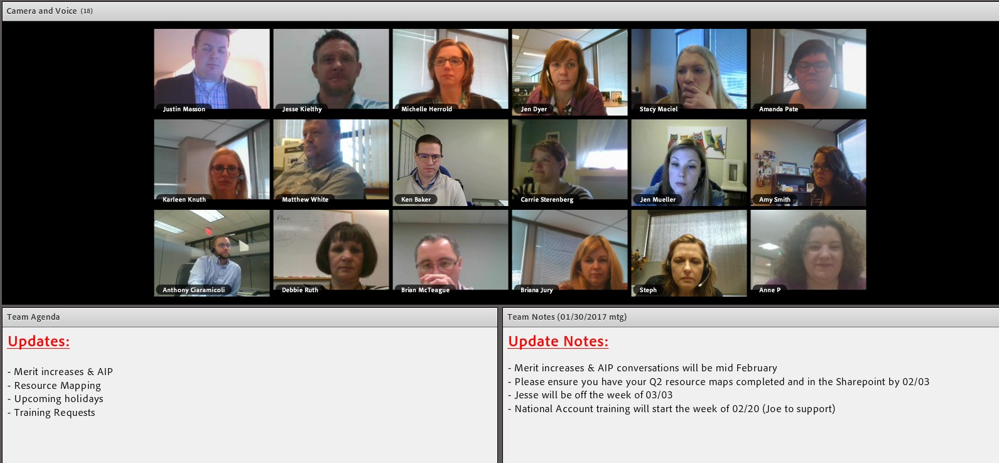 Camera and Voice (18)
Justin Masson
Jesse Kielthy
Michelle Herrold
Jen Dyer
Stacy Maciel
Amanda Pate
Karleen Knuth
Matthew White
Ken Baker
Carrie Sterenberg
Jen Mueller
Amy Smith
Plan
Anthony Ciaramicoli
Debbie Ruth
Brian McTeague
Briana Jury
Steph
Anne P
Team Agenda
Updates:
- Merit increases & AIP
- Resource Mapping
- Upcoming holidays
- Training Requests
Team Notes (01/30/2017 mtg)
Update Notes:
- Merit increases & AIP conversations will be mid February
- Please ensure you have your Q2 resource maps completed and in the Sharepoint by 02/03
- Jesse will be off the week of 03/03
- National Account training will start the week of 02/20 (Joe to support)